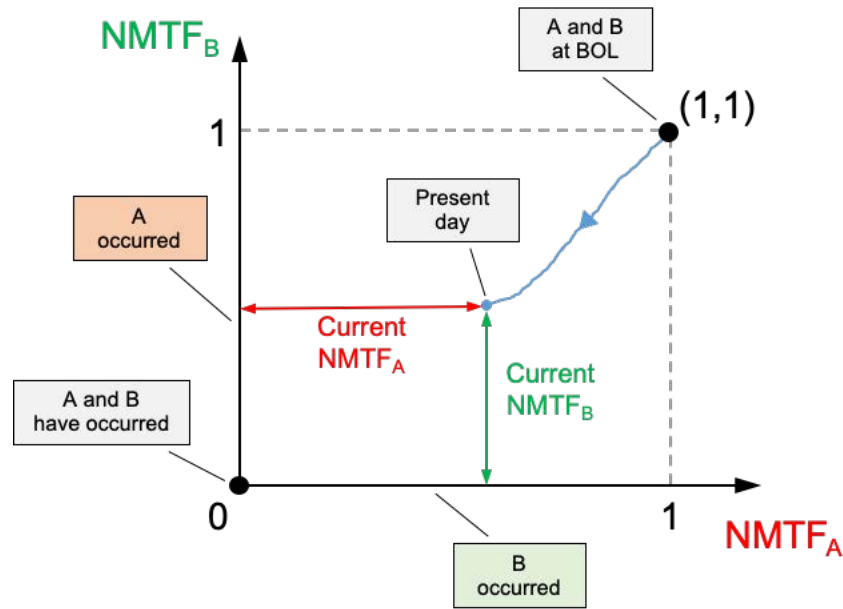 NMTF_B
A and B
at BOL
(1,1)
1
Present
day
A
occurred
Current
NMTF_A
Current
NMTF_B
A and B
have occurred
0
1
NMTF_A
B
occurred